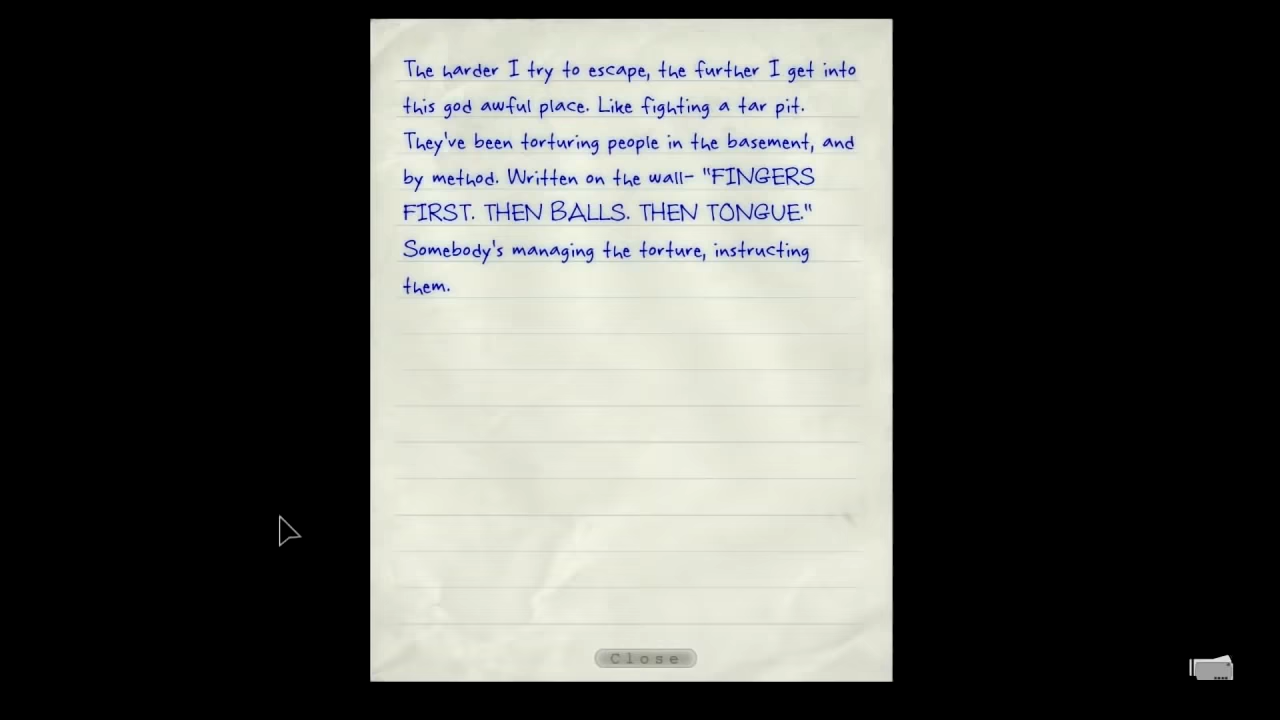 The harder I try to escape, the further I get into
this god awful place. Like fighting a tar pit.
They've been torturing people in the basement, and
by method. Written on the wall- "FINGERS
FIRST. THEN BALLS. THEN TONGUE."
Somebody's managing the torture, instructing
them.
Close